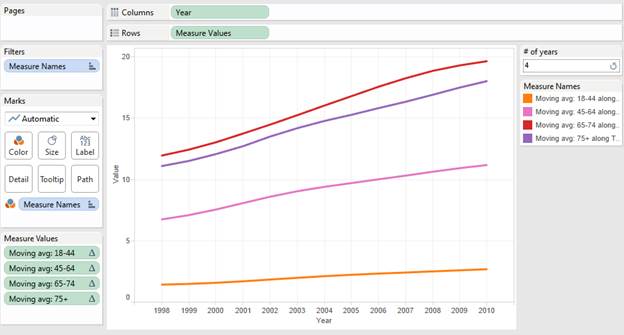 Pages
Columns
Year
Rows
Measure Values
Filters
Measure Names
Marks
Automatic
Color
Size
Abc
123
Label
Detail
Tooltip
Path
Measure Names
Measure Values
Moving avg: 18-44
Moving avg: 45-64
Moving avg: 65-74
Moving avg: 75+
20
15
10
5
0
Value
1998 1999 2000 2001 2002 2003 2004 2005 2006 2007 2008 2009 2010
Year
# of years
4
Measure Names
Moving avg: 18-44 along..
Moving avg: 45-64 along..
Moving avg: 65-74 along..
Moving avg: 75+ along T..